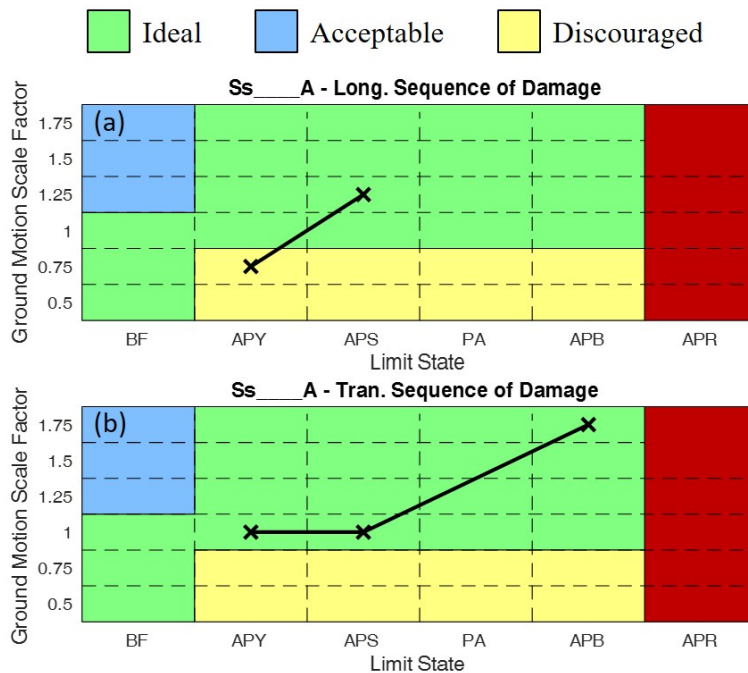 Ideal Acceptable Discouraged
Ss____A - Long. Sequence of Damage
(a)
Ground Motion Scale Factor
1.75
1.5
1.25
1
0.75
0.5
BF APY APS PA APB APR
Limit State
Ss____A - Tran. Sequence of Damage
(b)
Ground Motion Scale Factor
1.75
1.5
1.25
1
0.75
0.5
BF APY APS PA APB APR
Limit State